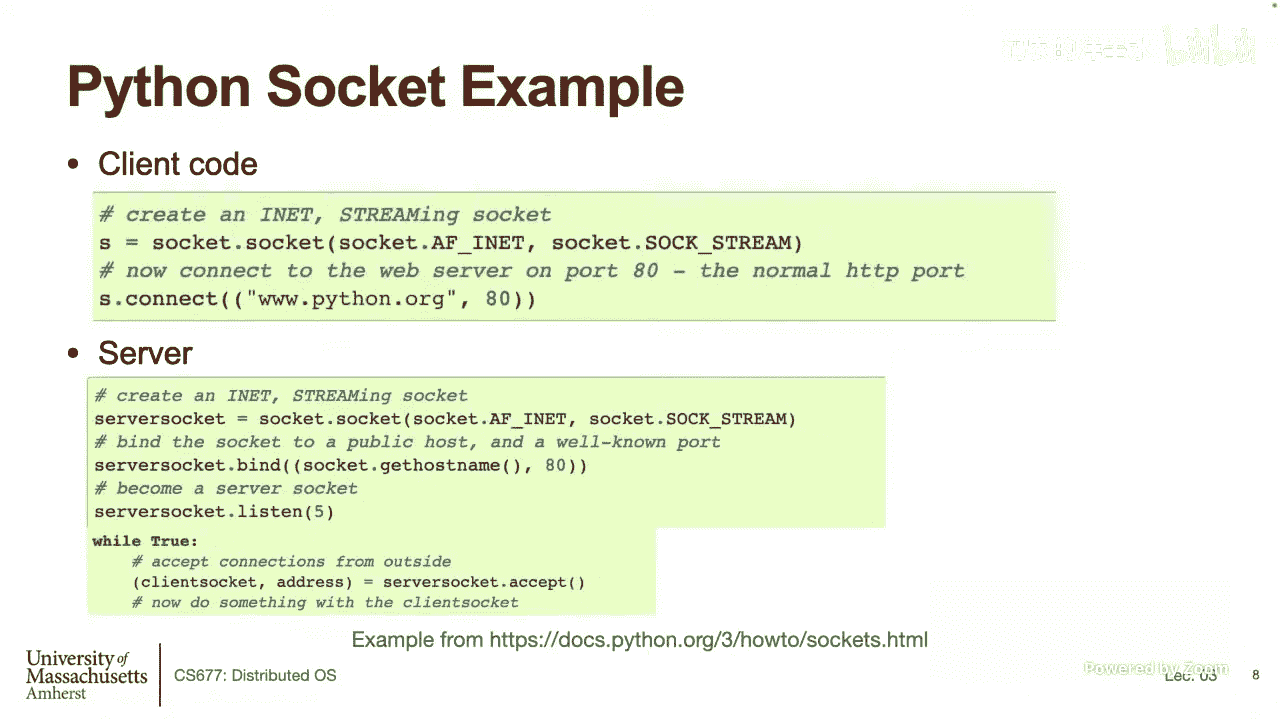 Python Socket Example
• Client code
# create an INET, STREAMing socket
s = socket.socket(socket.AF_INET, socket.SOCK_STREAM)
# now connect to the web server on port 80 - the normal http port
s.connect(("www.python.org", 80))
• Server
# create an INET, STREAMing socket
serversocket = socket.socket(socket.AF_INET, socket.SOCK_STREAM)
# bind the socket to a public host, and a well-known port
serversocket.bind((socket.gethostname(), 80))
# become a server socket
serversocket.listen(5)
while True:
    # accept connections from outside
    (clientsocket, address) = serversocket.accept()
    # now do something with the clientsocket
Example from https://docs.python.org/3/howto/sockets.html
University of
Massachusetts
Amherst
CS677: Distributed OS
Powered by Zoom
Lec. 03
8